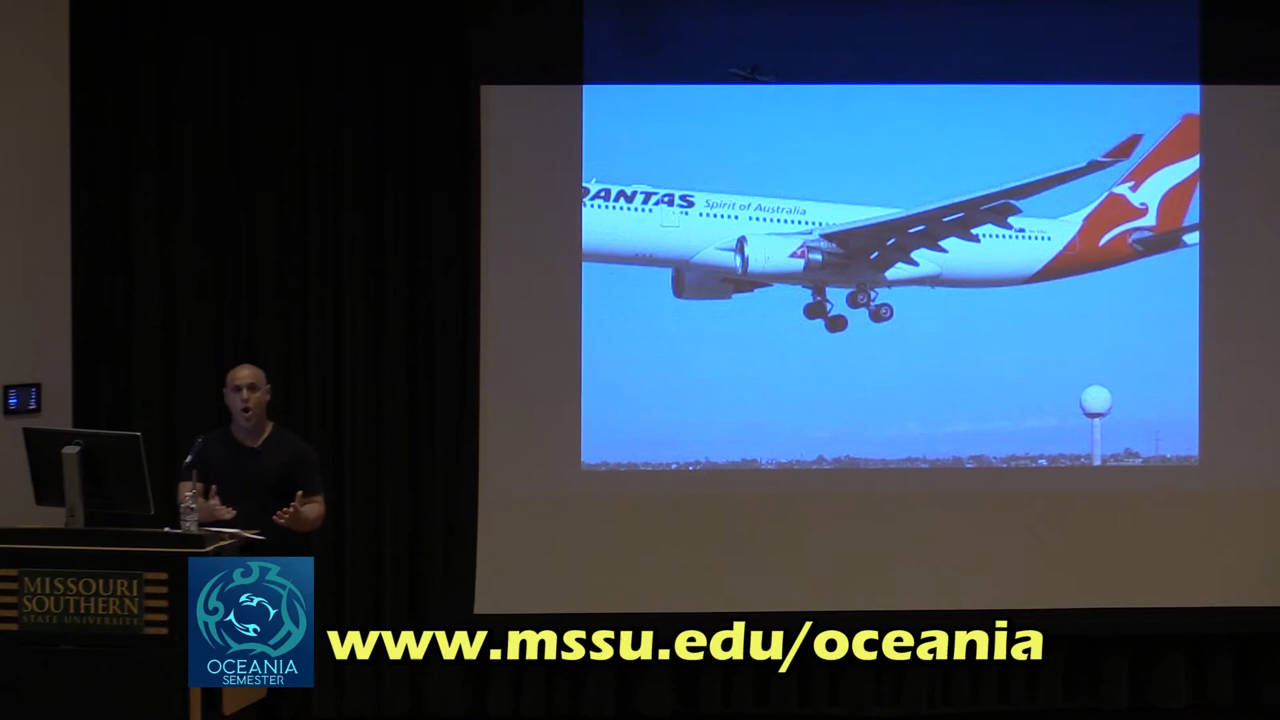 QANTAS Spirit of Australia
MISSOURI
SOUTHERN
STATE UNIVERSITY
OCEANIA
SEMESTER
www.mssu.edu/oceania